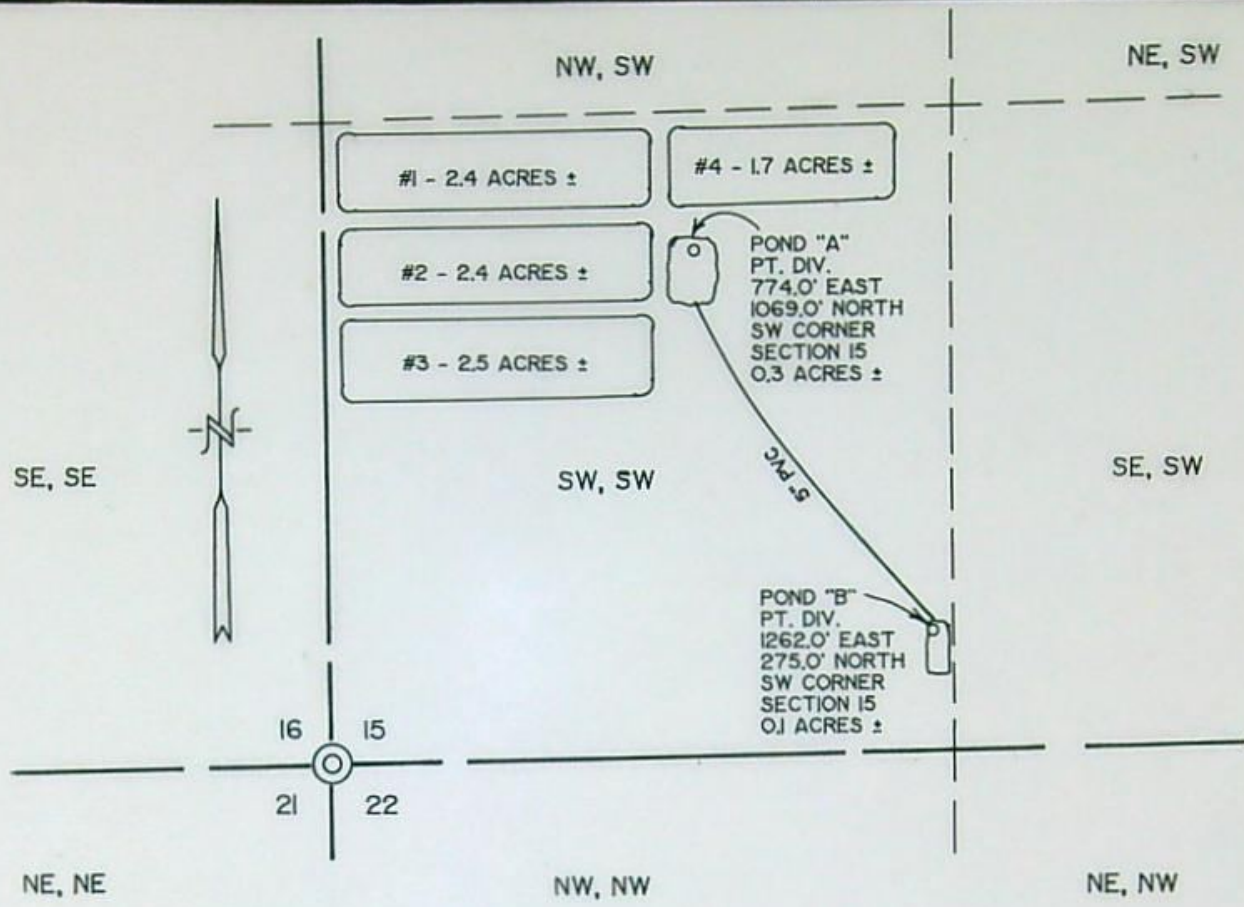 NW, SW
NE, SW
#1 - 2.4 ACRES ±
#4 - 1.7 ACRES ±
#2 - 2.4 ACRES ±
POND "A"
PT. DIV.
774.0' EAST
1069.0' NORTH
SW CORNER
SECTION 15
0.3 ACRES ±
#3 - 2.5 ACRES ±
N
SE, SE
SW, SW
5" PVC
SE, SW
POND "B"
PT. DIV.
1262.0' EAST
275.0' NORTH
SW CORNER
SECTION 15
0.1 ACRES ±
16 15
21 22
NE, NE
NW, NW
NE, NW